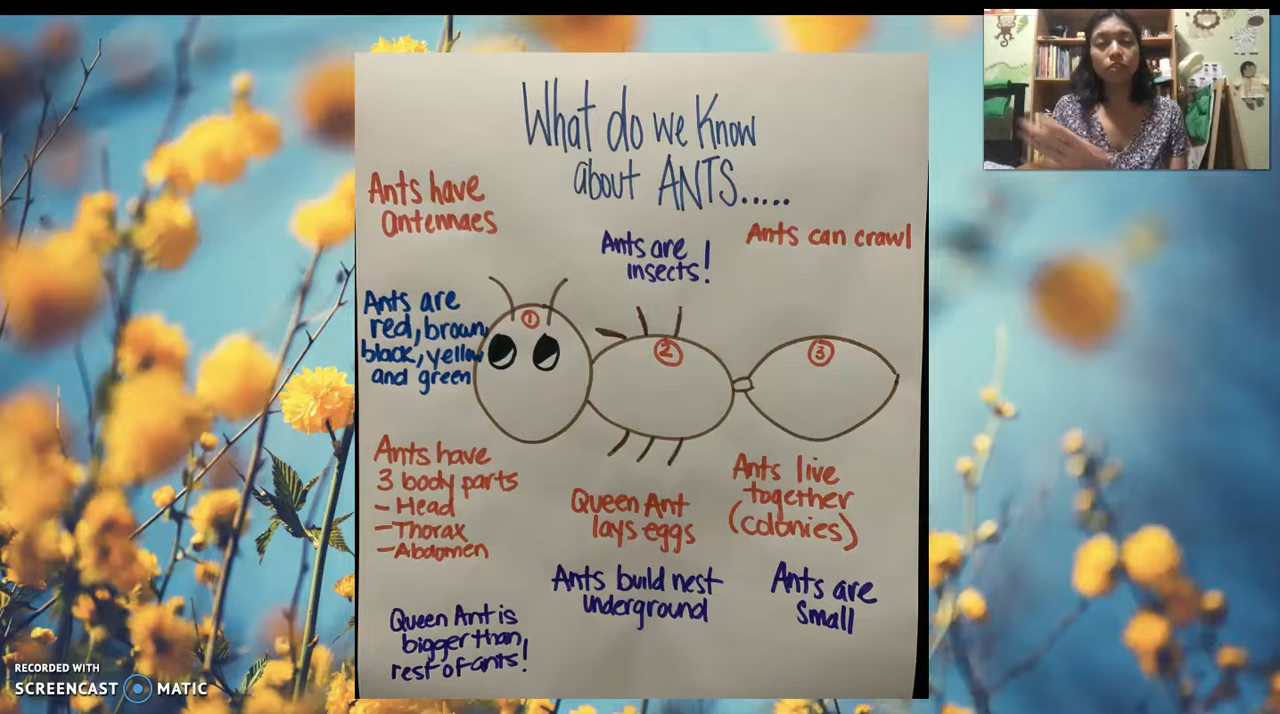 What do we Know
about ANTS.....
Ants have
antennaes
Ants are
insects!
Ants can crawl
Ants are
red, brown,
black, yellow
and green
1
2
3
Ants have
3 body parts
- Head
- Thorax
- Abdomen
Queen Ant
lays eggs
Ants live
together
(colonies)
Ants build nest
underground
Ants are
small
Queen Ant is
bigger than
rest of ants!
RECORDED WITH
SCREENCAST MATIC